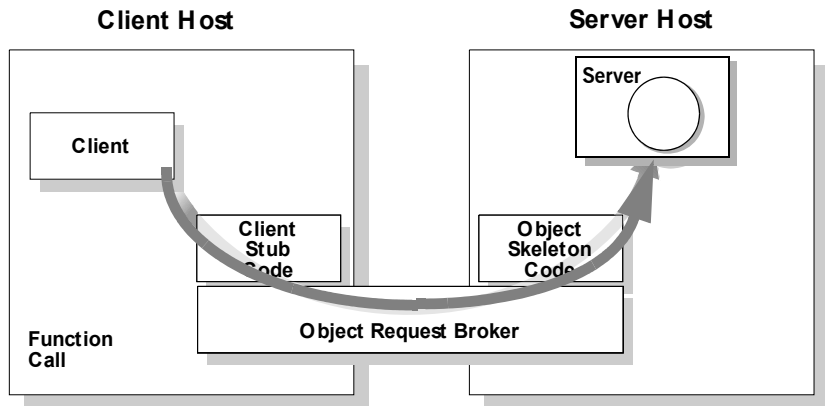 Client Host
Server Host
Server
Client
Client
Stub
Code
Object
Skeleton
Code
Object Request Broker
Function
Call